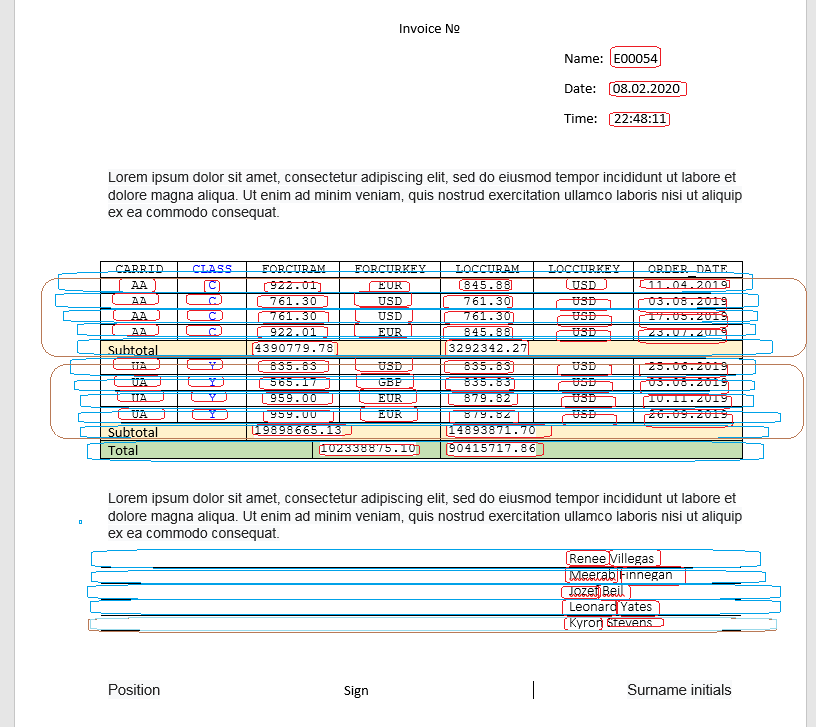 Invoice №
Name: E00054
Date: 08.02.2020
Time: 22:48:11
Lorem ipsum dolor sit amet, consectetur adipiscing elit, sed do eiusmod tempor incididunt ut labore et
dolore magna aliqua. Ut enim ad minim veniam, quis nostrud exercitation ullamco laboris nisi ut aliquip
ex ea commodo consequat.
CARRID CLASS FORCURAM FORCURKEY LOCCURAM LOCCURKEY ORDER_DATE
AA C 922.01 EUR 845.88 USD 11.04.2019
AA C 761.30 USD 761.30 USD 03.08.2019
AA C 761.30 USD 761.30 USD 17.05.2019
AA C 922.01 EUR 845.88 USD 23.07.2019
Subtotal 4390779.78 3292342.27
UA Y 835.83 USD 835.83 USD 25.06.2019
UA Y 565.17 GBP 835.83 USD 03.08.2019
UA Y 959.00 EUR 879.82 USD 10.11.2019
UA Y 959.00 EUR 879.82 USD 26.09.2019
Subtotal 19898665.13 14893871.70
Total 102338875.10 90415717.86
Lorem ipsum dolor sit amet, consectetur adipiscing elit, sed do eiusmod tempor incididunt ut labore et
dolore magna aliqua. Ut enim ad minim veniam, quis nostrud exercitation ullamco laboris nisi ut aliquip
ex ea commodo consequat.
Renee Villegas
Meerab Finnegan
Jozef Bell
Leonard Yates
Kyron Stevens
Position Sign Surname initials